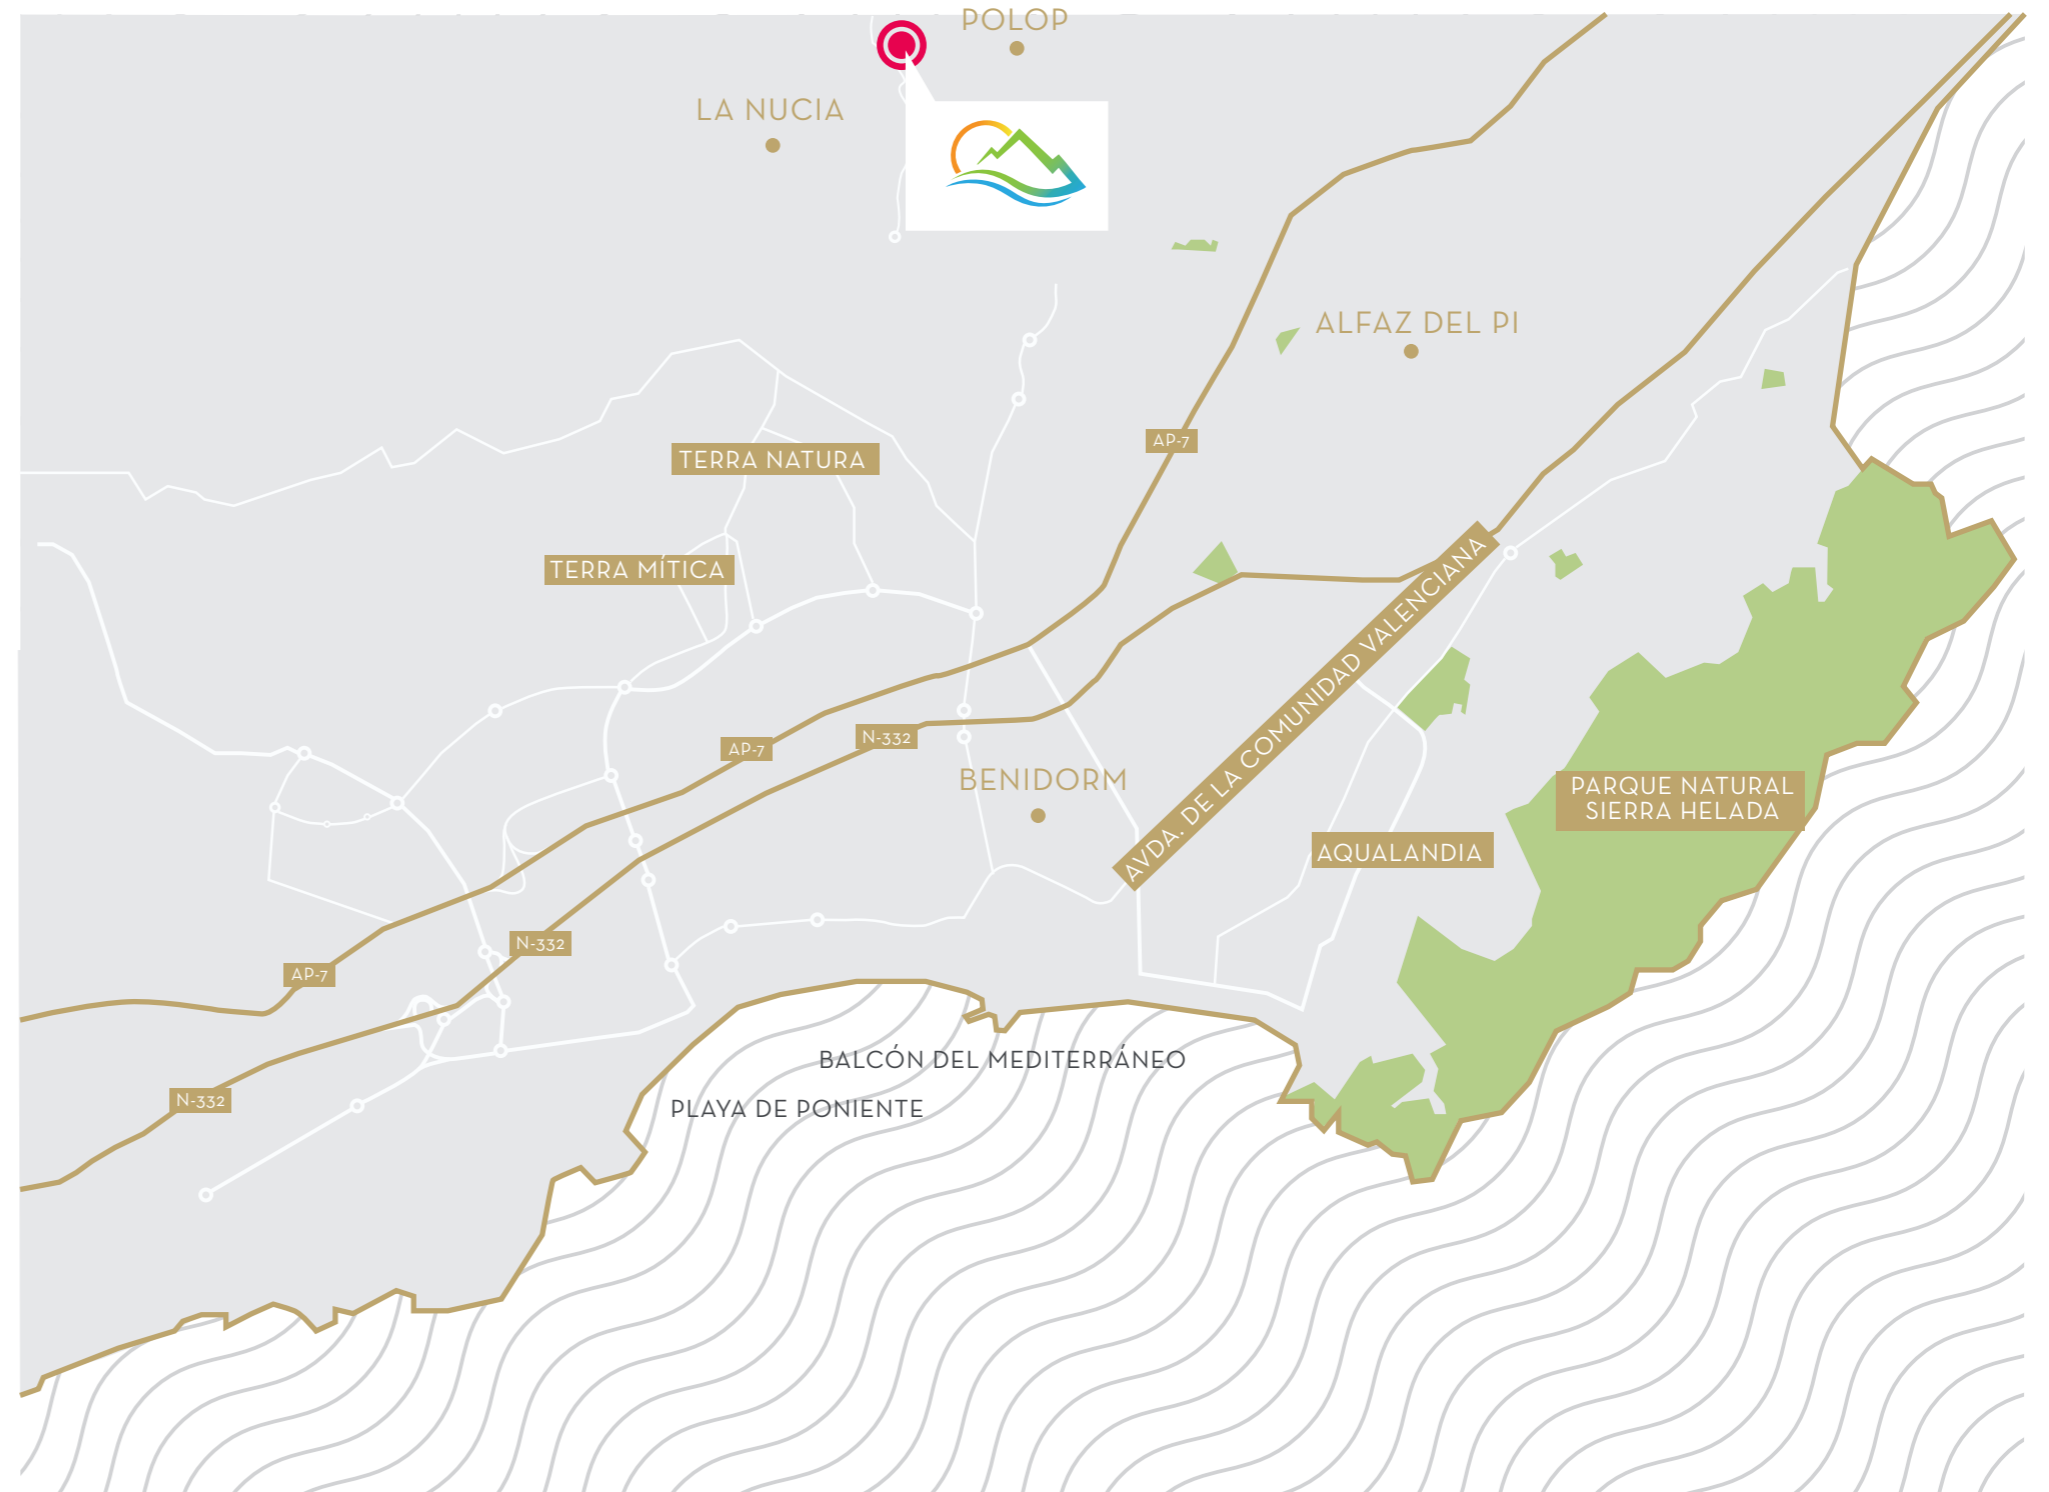 POLOP
LA NUCIA
ALFAZ DEL PI
AP-7
TERRA NATURA
TERRA MÍTICA
AVDA. DE LA COMUNIDAD VALENCIANA
N-332
AP-7
BENIDORM
PARQUE NATURAL
SIERRA HELADA
AQUALANDIA
N-332
AP-7
BALCÓN DEL MEDITERRÁNEO
N-332
PLAYA DE PONIENTE